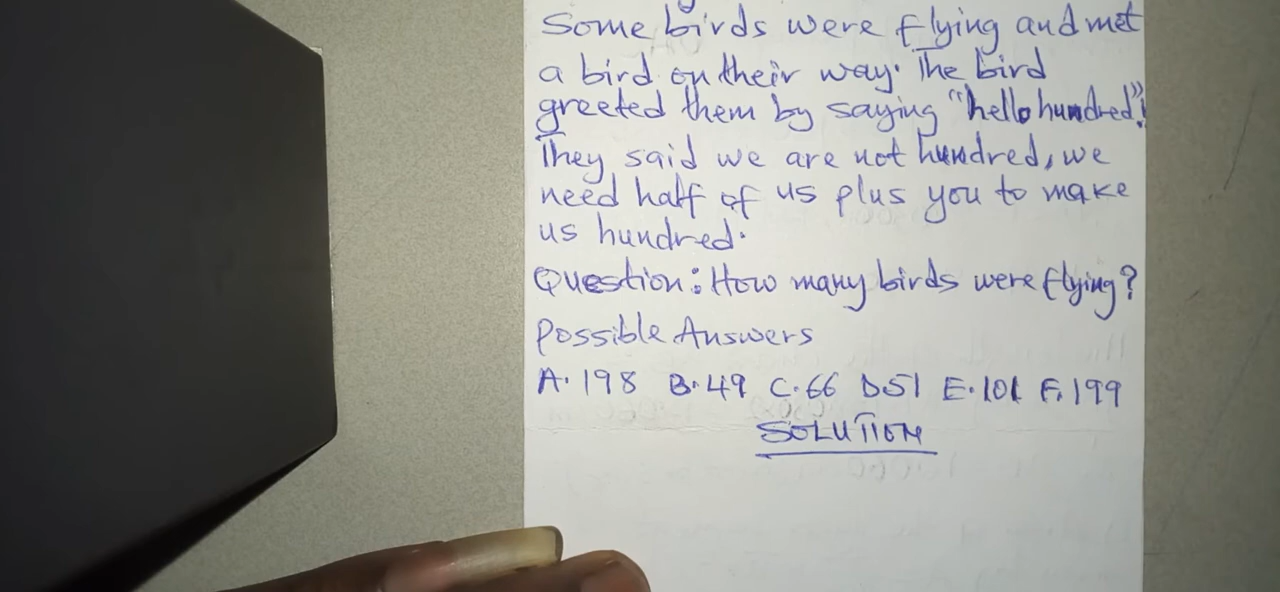 Some birds were flying and met
a bird on their way. The bird
greeted them by saying "hello hundred"!
They said we are not hundred, we
need half of us plus you to make
us hundred.
Question: How many birds were flying?
Possible Answers
A. 198 B. 49 C. 66 D. 51 E. 101 F. 199
SOLUTION